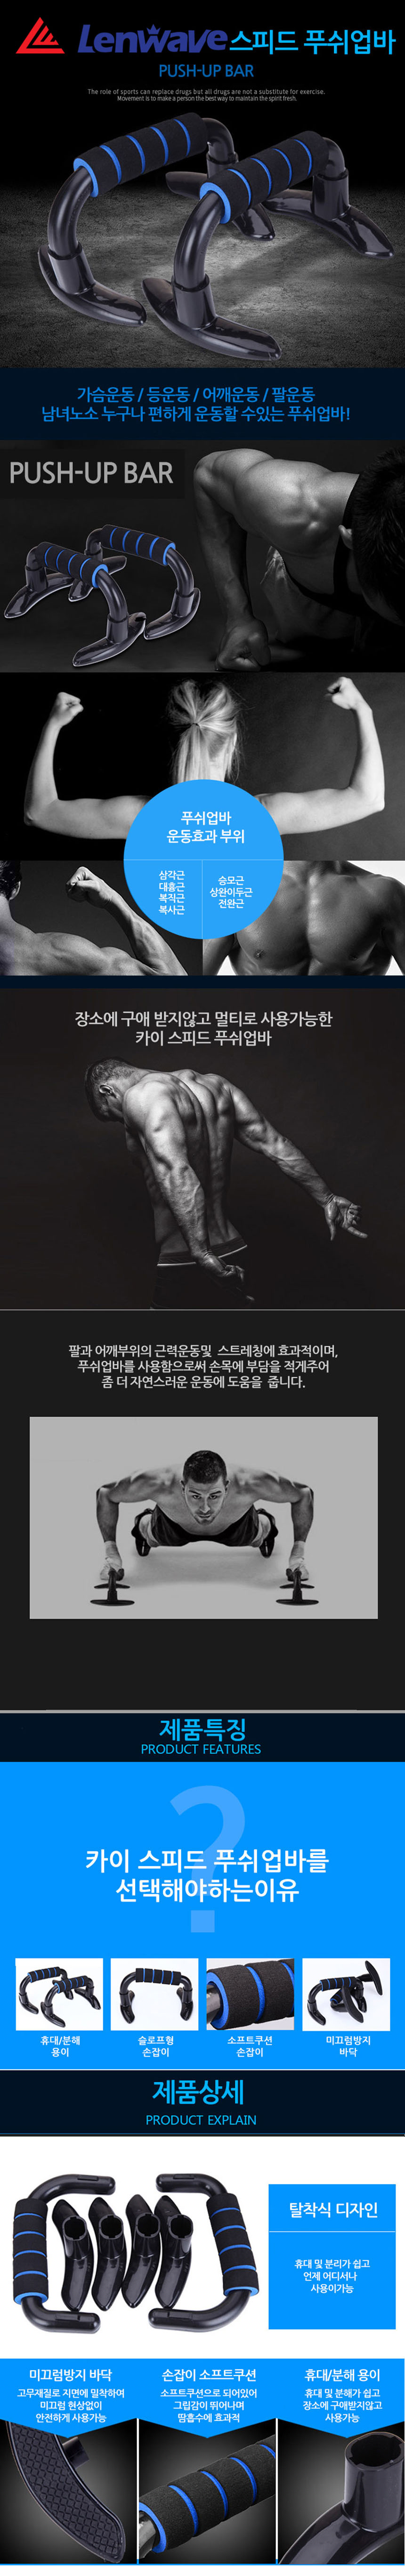 Lenwave 스피드 푸쉬업바
PUSH-UP BAR
The role of sports can replace drugs but all drugs are not a substitute for exercise.
Movement is to make a person the best way to maintain the spirit fresh.
가슴운동 / 등운동 / 어깨운동 / 팔운동
남녀노소 누구나 편하게 운동할 수있는 푸쉬업바!
PUSH-UP BAR
푸쉬업바
운동효과 부위
삼각근
대흉근
복직근
복사근
승모근
상완이두근
전완근
장소에 구애 받지않고 멀티로 사용가능한
카이 스피드 푸쉬업바
팔과 어깨부위의 근력운동및 스트레칭에 효과적이며,
푸쉬업바를 사용함으로써 손목에 부담을 적게주어
좀 더 자연스러운 운동에 도움을 줍니다.
제품특징
PRODUCT FEATURES
?
카이 스피드 푸쉬업바를
선택해야하는이유
휴대/분해
용이
슬로프형
손잡이
소프트쿠션
손잡이
미끄럼방지
바닥
제품상세
PRODUCT EXPLAIN
탈착식 디자인
휴대 및 분리가 쉽고
언제 어디서나
사용이가능
미끄럼방지 바닥
고무재질로 지면에 밀착하여
미끄럼 현상없이
안전하게 사용가능
손잡이 소프트쿠션
소프트쿠션으로 되어있어
그립감이 뛰어나며
땀흡수에 효과적
휴대/분해 용이
휴대 및 분해가 쉽고
장소에 구애받지않고
사용가능